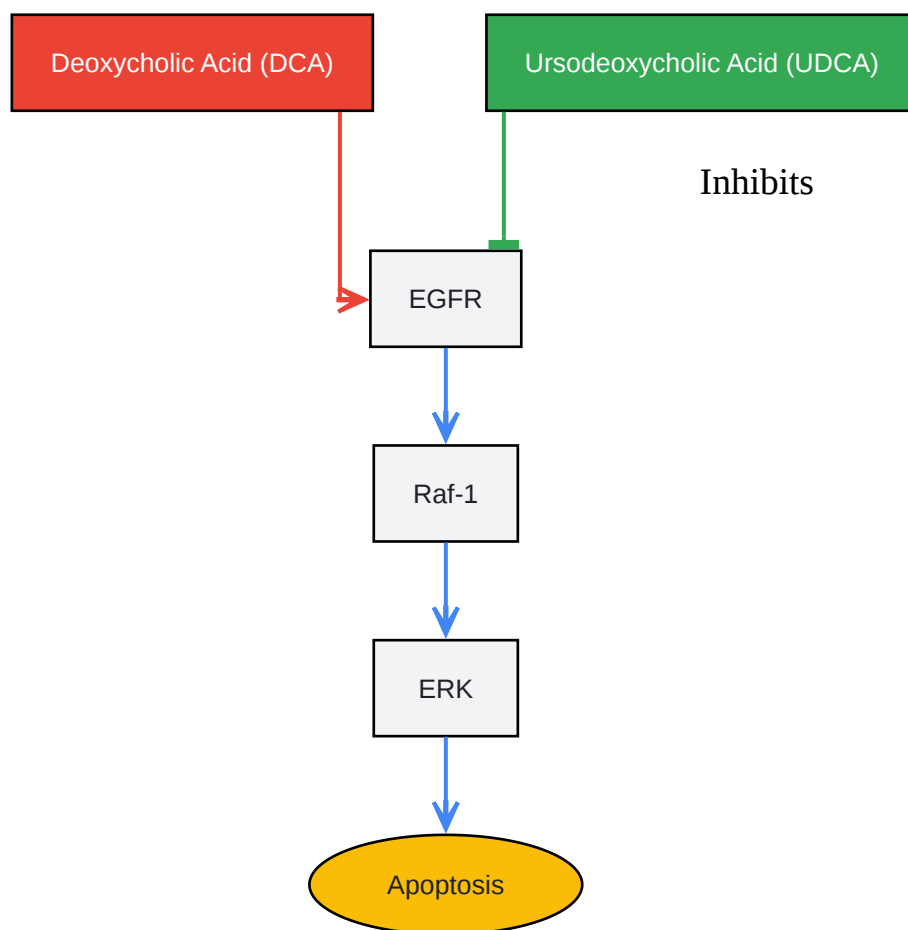 Deoxycholic Acid (DCA)
Ursodeoxycholic Acid (UDCA)
Inhibits
EGFR
Raf-1
ERK
Apoptosis